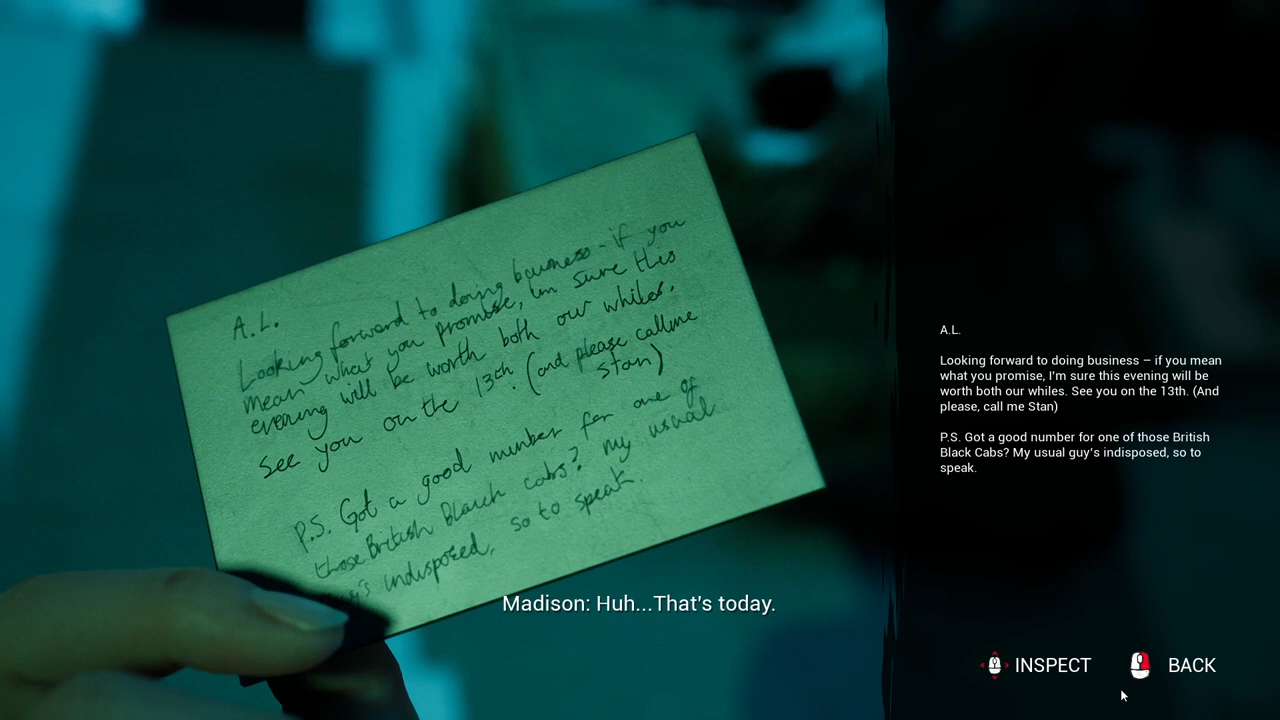 A.L.
Looking forward to doing business - if you
mean what you promise, i'm sure this
evening will be worth both our whiles.
See you on the 13th. (and please call me
Stan)
P.S. Got a good number for one of
those British Black cabs? My usual
guy's indisposed, so to speak.
Madison: Huh...That's today.
A.L.
Looking forward to doing business – if you mean
what you promise, I'm sure this evening will be
worth both our whiles. See you on the 13th. (And
please, call me Stan)
P.S. Got a good number for one of those British
Black Cabs? My usual guy's indisposed, so to
speak.
INSPECT
BACK